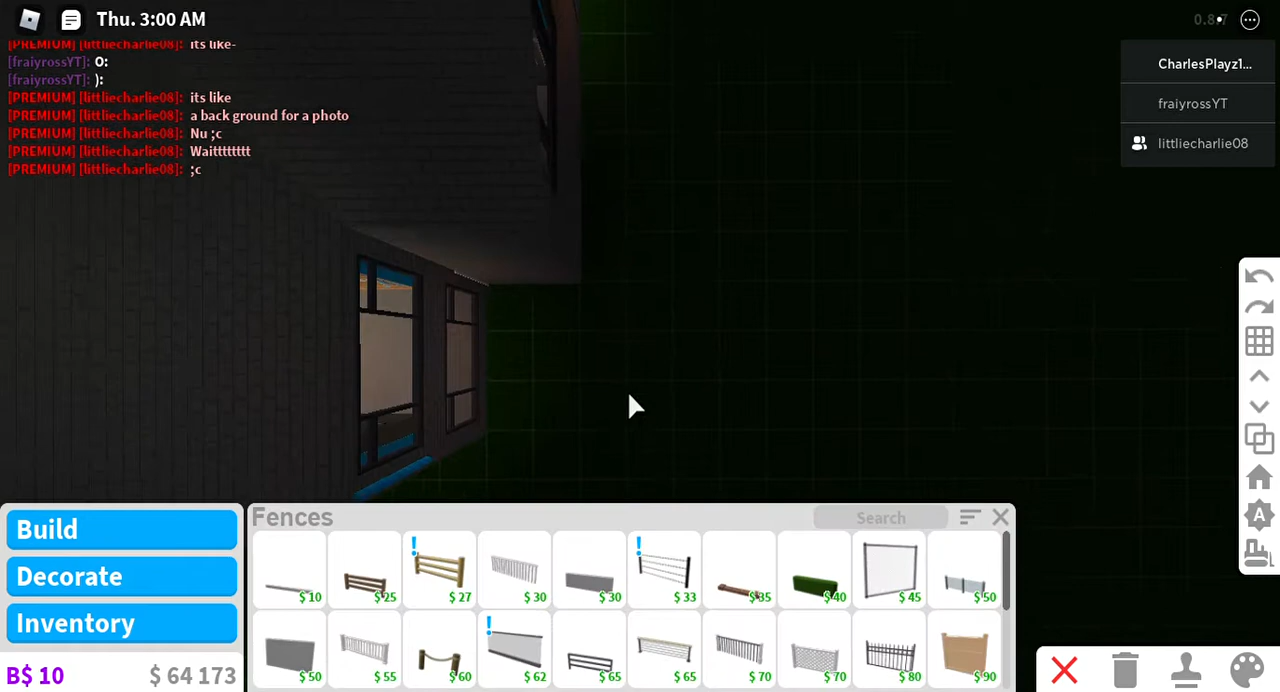 Thu. 3:00 AM
[PREMIUM] [littliecharlie08]: its like-
[fraiyrossYT]: O:
[fraiyrossYT]: ):
[PREMIUM] [littliecharlie08]: its like
[PREMIUM] [littliecharlie08]: a back ground for a photo
[PREMIUM] [littliecharlie08]: Nu ;c
[PREMIUM] [littliecharlie08]: Waitttttttt
[PREMIUM] [littliecharlie08]: ;c
CharlesPlayz1...
fraiyrossYT
littliecharlie08
Build
Decorate
Inventory
B$ 10 $ 64 173
Fences
Search
$ 10 $ 25 $ 27 $ 30 $ 30 $ 33 $ 35 $ 40 $ 45 $ 50
$ 50 $ 55 $ 60 $ 62 $ 65 $ 65 $ 70 $ 70 $ 80 $ 90